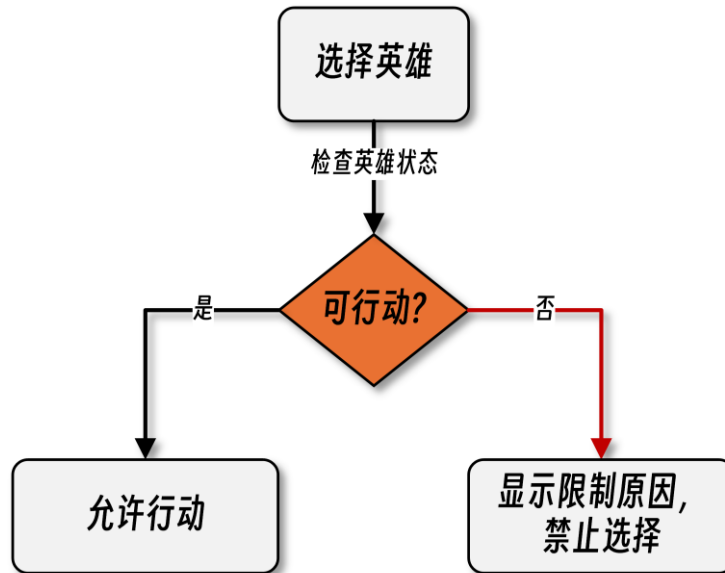 选择英雄
检查英雄状态
可行动?
是
否
允许行动
显示限制原因,
禁止选择